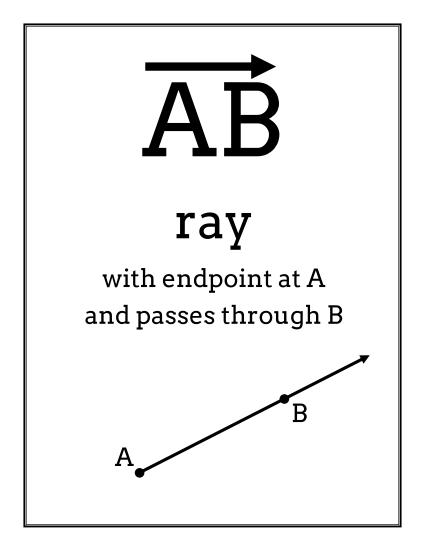 AB
ray
with endpoint at A
and passes through B
B
A